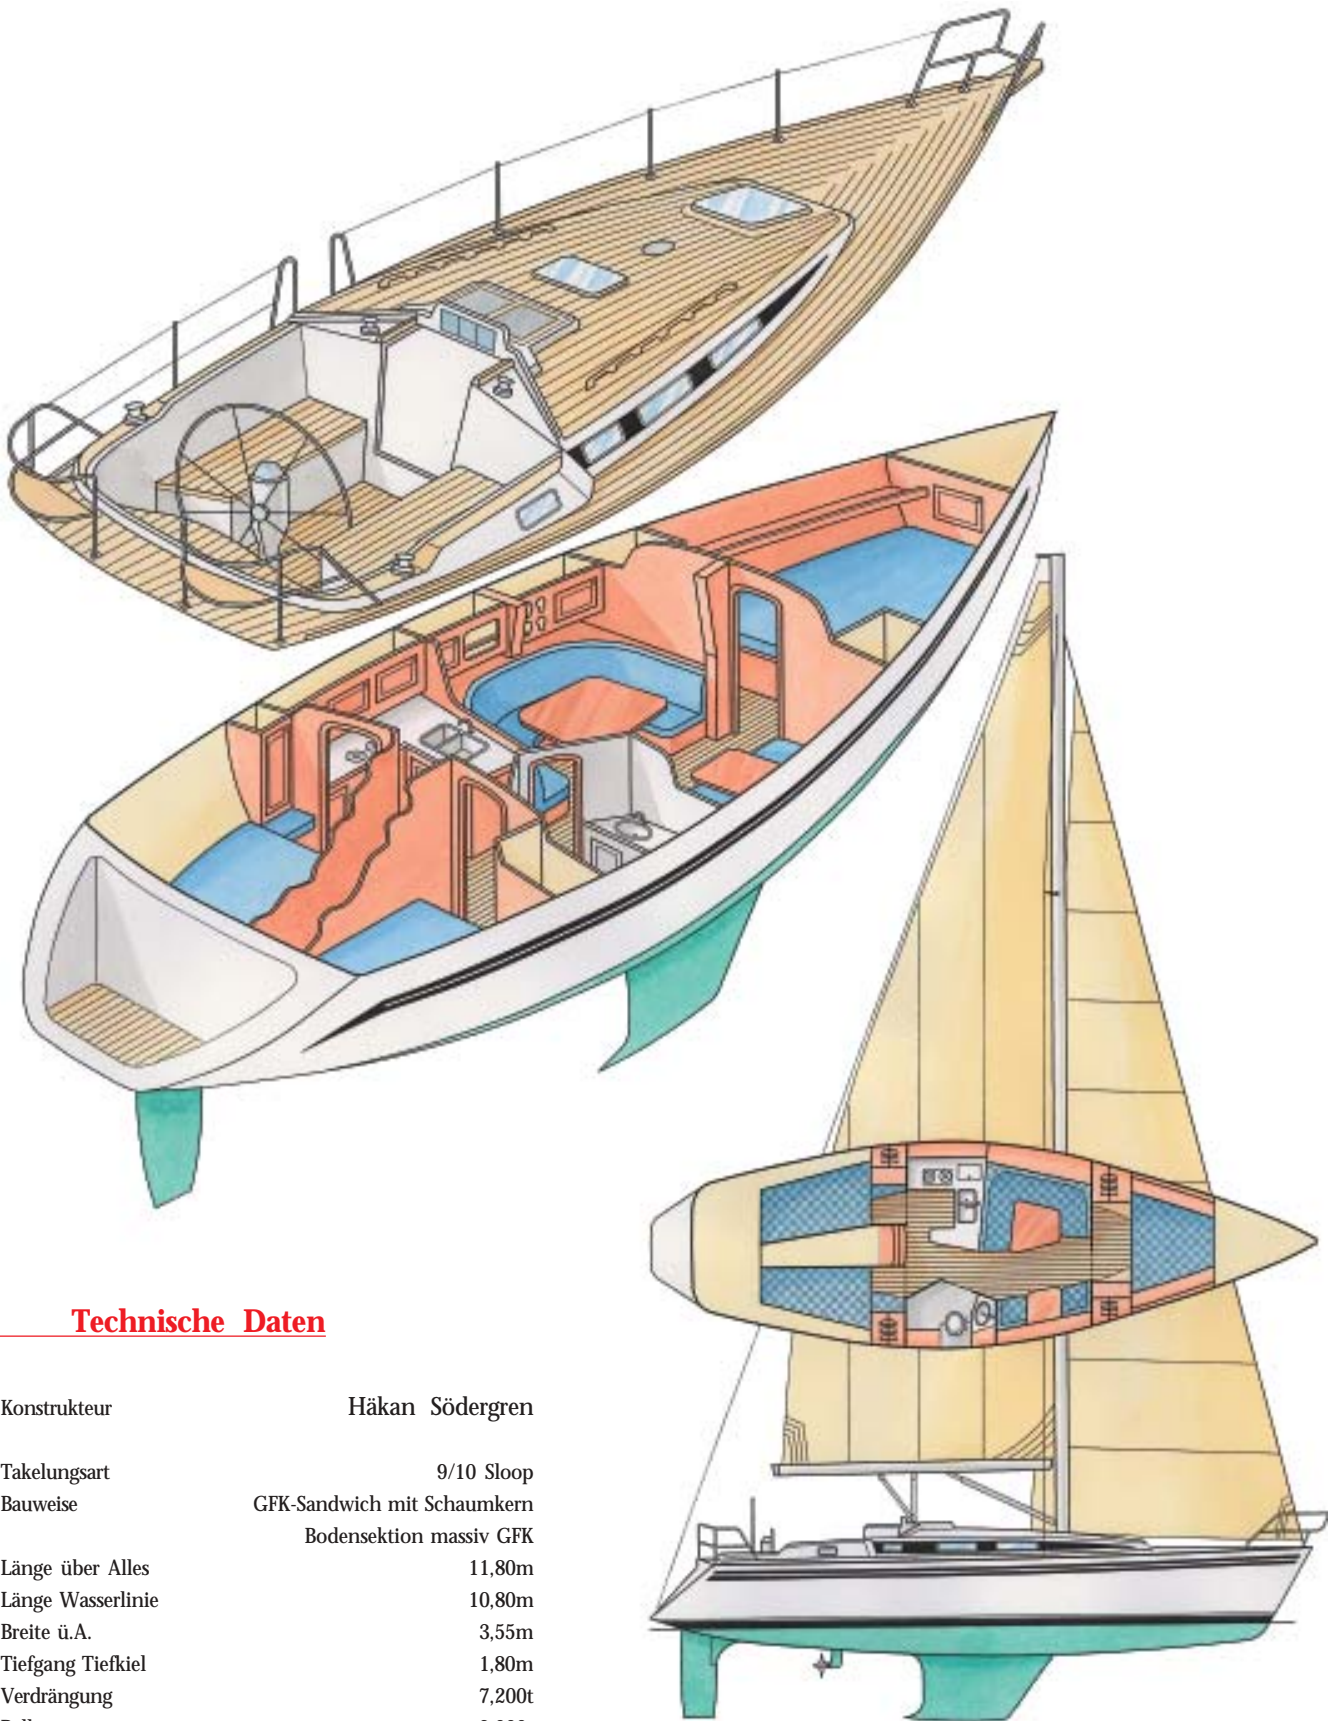 Technische Daten
Konstrukteur Häkan Södergren
Takelungsart 9/10 Sloop
Bauweise GFK-Sandwich mit Schaumkern
Bodensektion massiv GFK
Länge über Alles 11,80m
Länge Wasserlinie 10,80m
Breite ü.A. 3,55m
Tiefgang Tiefkiel 1,80m
Verdrängung 7,200t